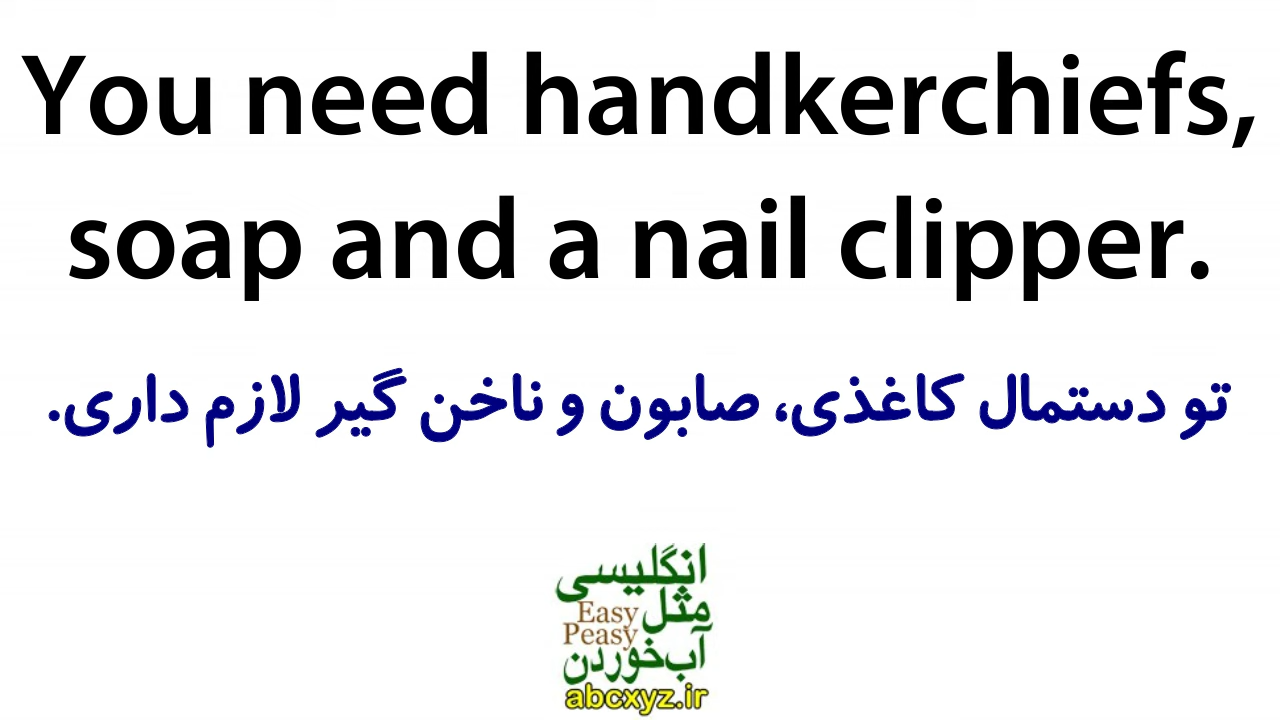 You need handkerchiefs,
soap and a nail clipper.
تو دستمال کاغذی، صابون و ناخن گیر لازم داری.
انگلیسی
مثل
Easy
Peasy
آب‌خوردن
abcxyz.ir